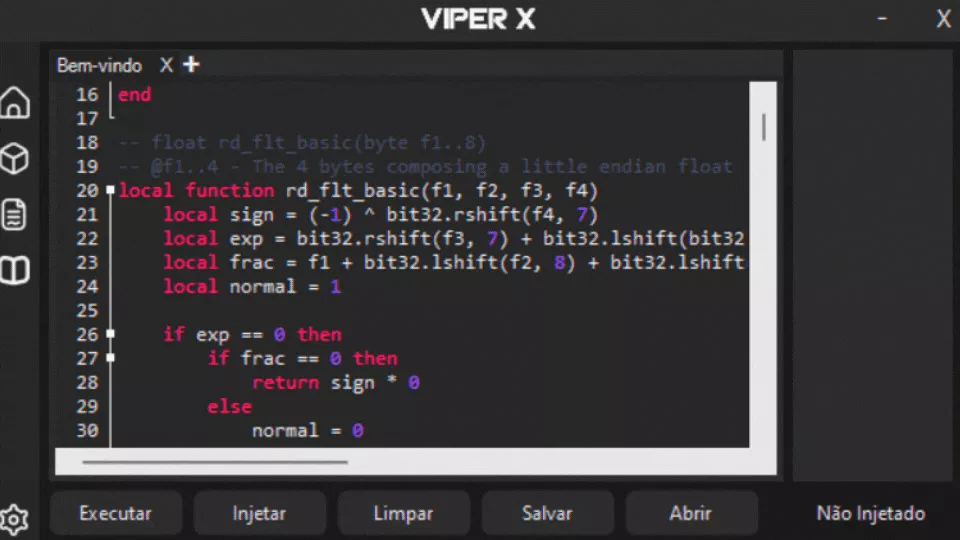 VIPER X
- X
Bem-vindo X +
16 end
17
18 -- float rd_flt_basic(byte f1..8)
19 -- @f1..4 - The 4 bytes composing a little endian float
20 local function rd_flt_basic(f1, f2, f3, f4)
21 local sign = (-1) ^ bit32.rshift(f4, 7)
22 local exp = bit32.rshift(f3, 7) + bit32.lshift(bit32
23 local frac = f1 + bit32.lshift(f2, 8) + bit32.lshift
24 local normal = 1
25
26 if exp == 0 then
27 if frac == 0 then
28 return sign * 0
29 else
30 normal = 0
Executar Injetar Limpar Salvar Abrir Não Injetado